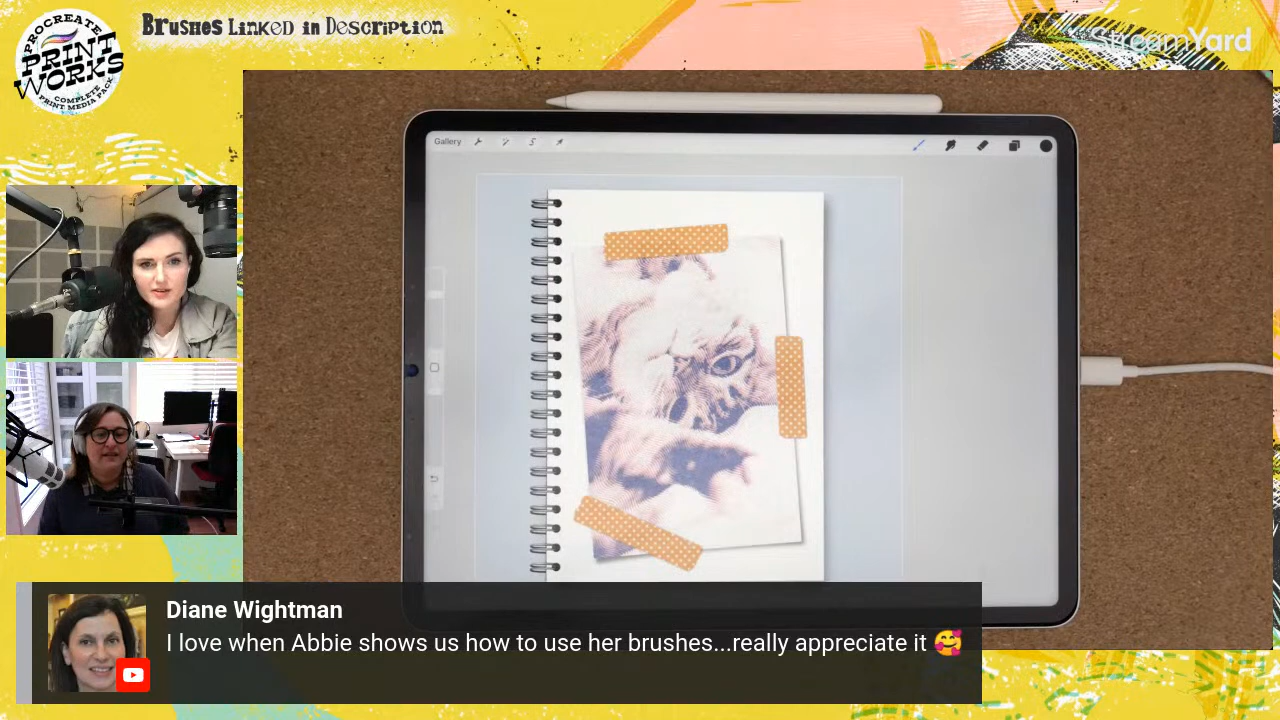 PROCREATE
PRINT
WORKS
COMPLETE
PRINT MEDIA PACK
Brushes Linked in Description
StreamYard
Gallery
Diane Wightman
I love when Abbie shows us how to use her brushes...really appreciate it 🥰